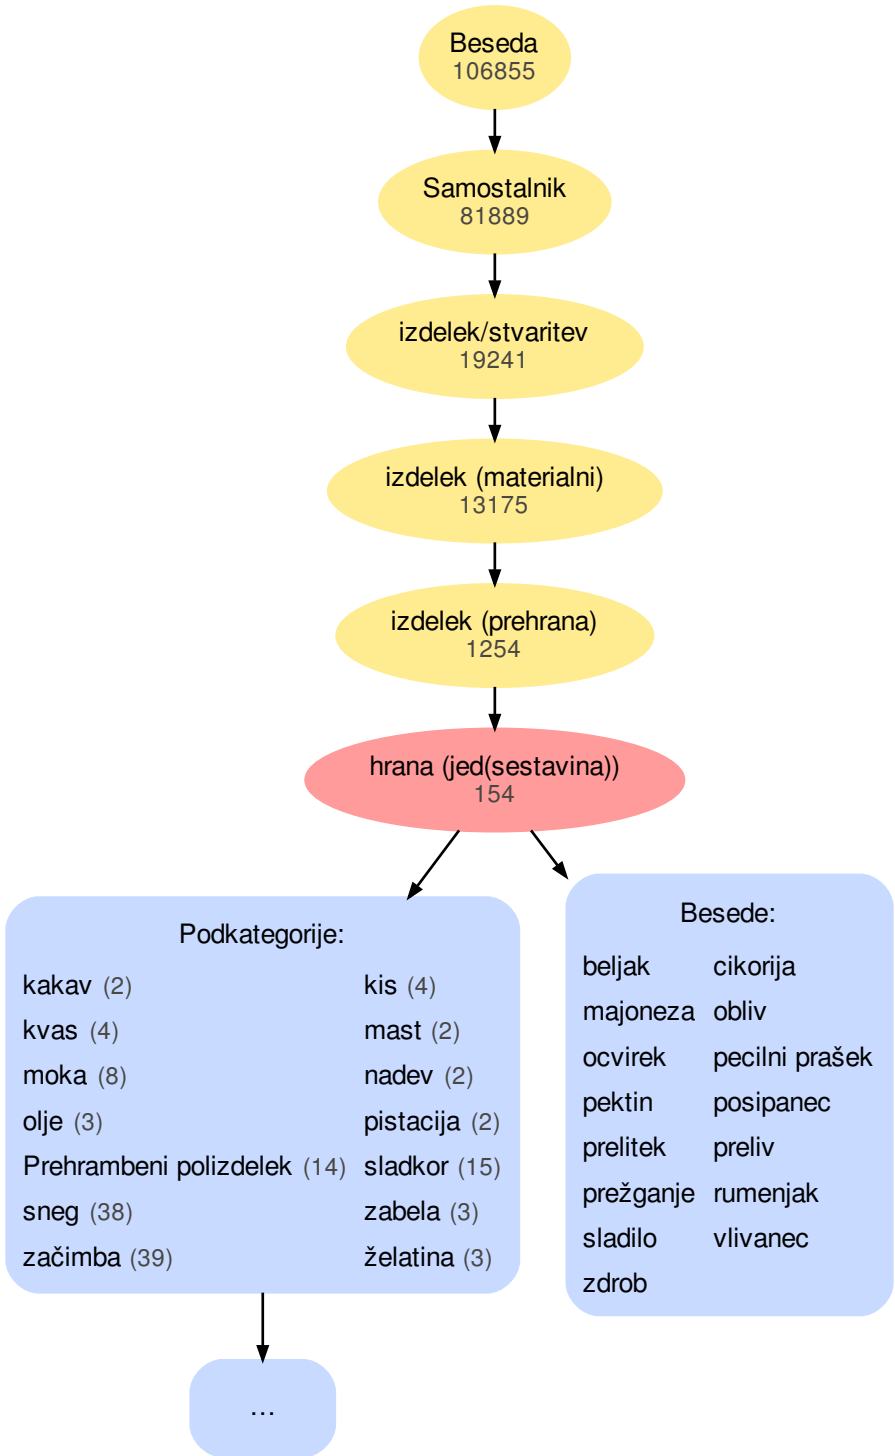 Beseda
106855
Samostalnik
81889
izdelek/stvaritev
19241
izdelek (materialni)
13175
izdelek (prehrana)
1254
hrana (jed(sestavina))
154
Podkategorije:
kakav (2) kis (4)
kvas (4) mast (2)
moka (8) nadev (2)
olje (3) pistacija (2)
Prehrambeni polizdelek (14) sladkor (15)
sneg (38) zabela (3)
začimba (39) želatina (3)
Besede:
beljak cikorija
majoneza obliv
ocvirek pecilni prašek
pektin posipanec
prelitek preliv
prežganje rumenjak
sladilo vlivanec
zdrob
...